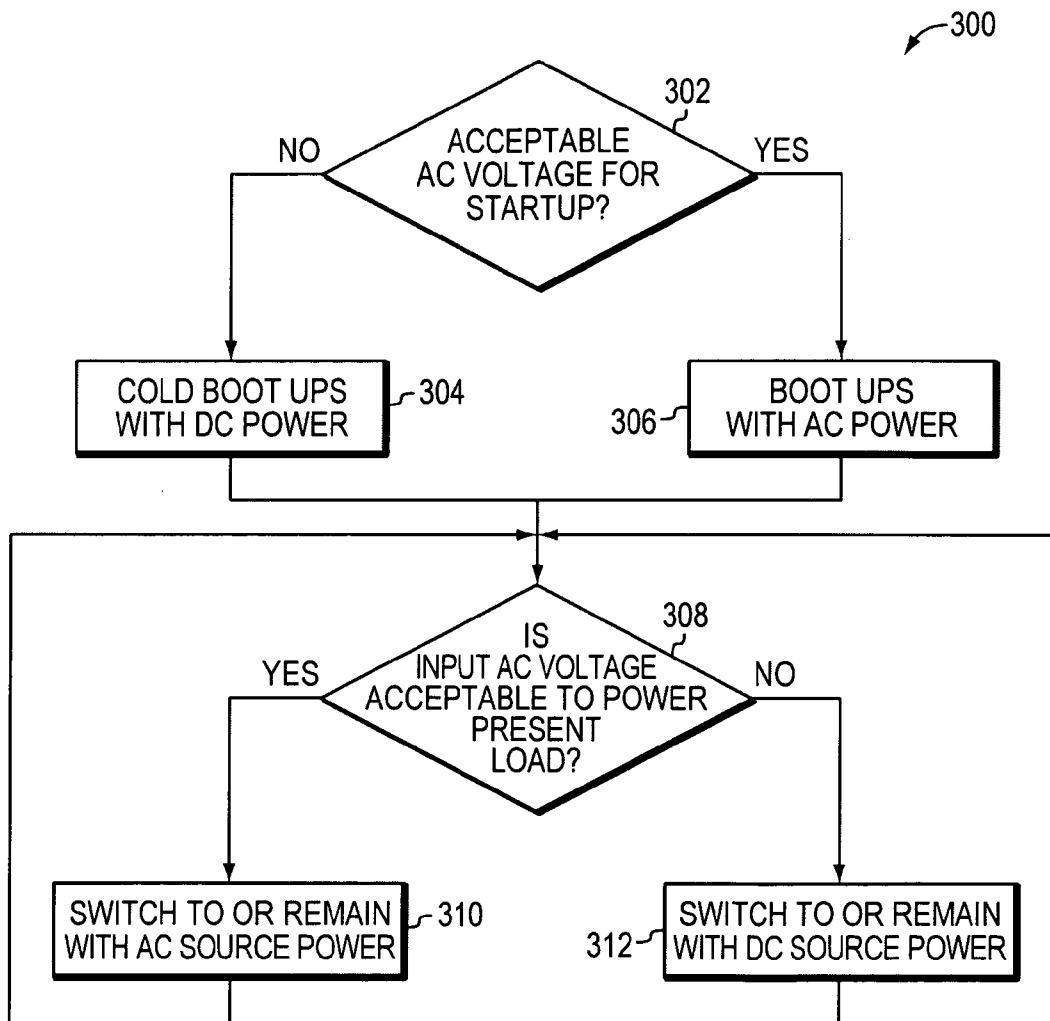 300
302
NO
ACCEPTABLE
AC VOLTAGE FOR
STARTUP?
YES
COLD BOOT UPS
WITH DC POWER
304
BOOT UPS
WITH AC POWER
306
308
YES
IS
INPUT AC VOLTAGE
ACCEPTABLE TO POWER
PRESENT
LOAD?
NO
SWITCH TO OR REMAIN
WITH AC SOURCE POWER
310
SWITCH TO OR REMAIN
WITH DC SOURCE POWER
312